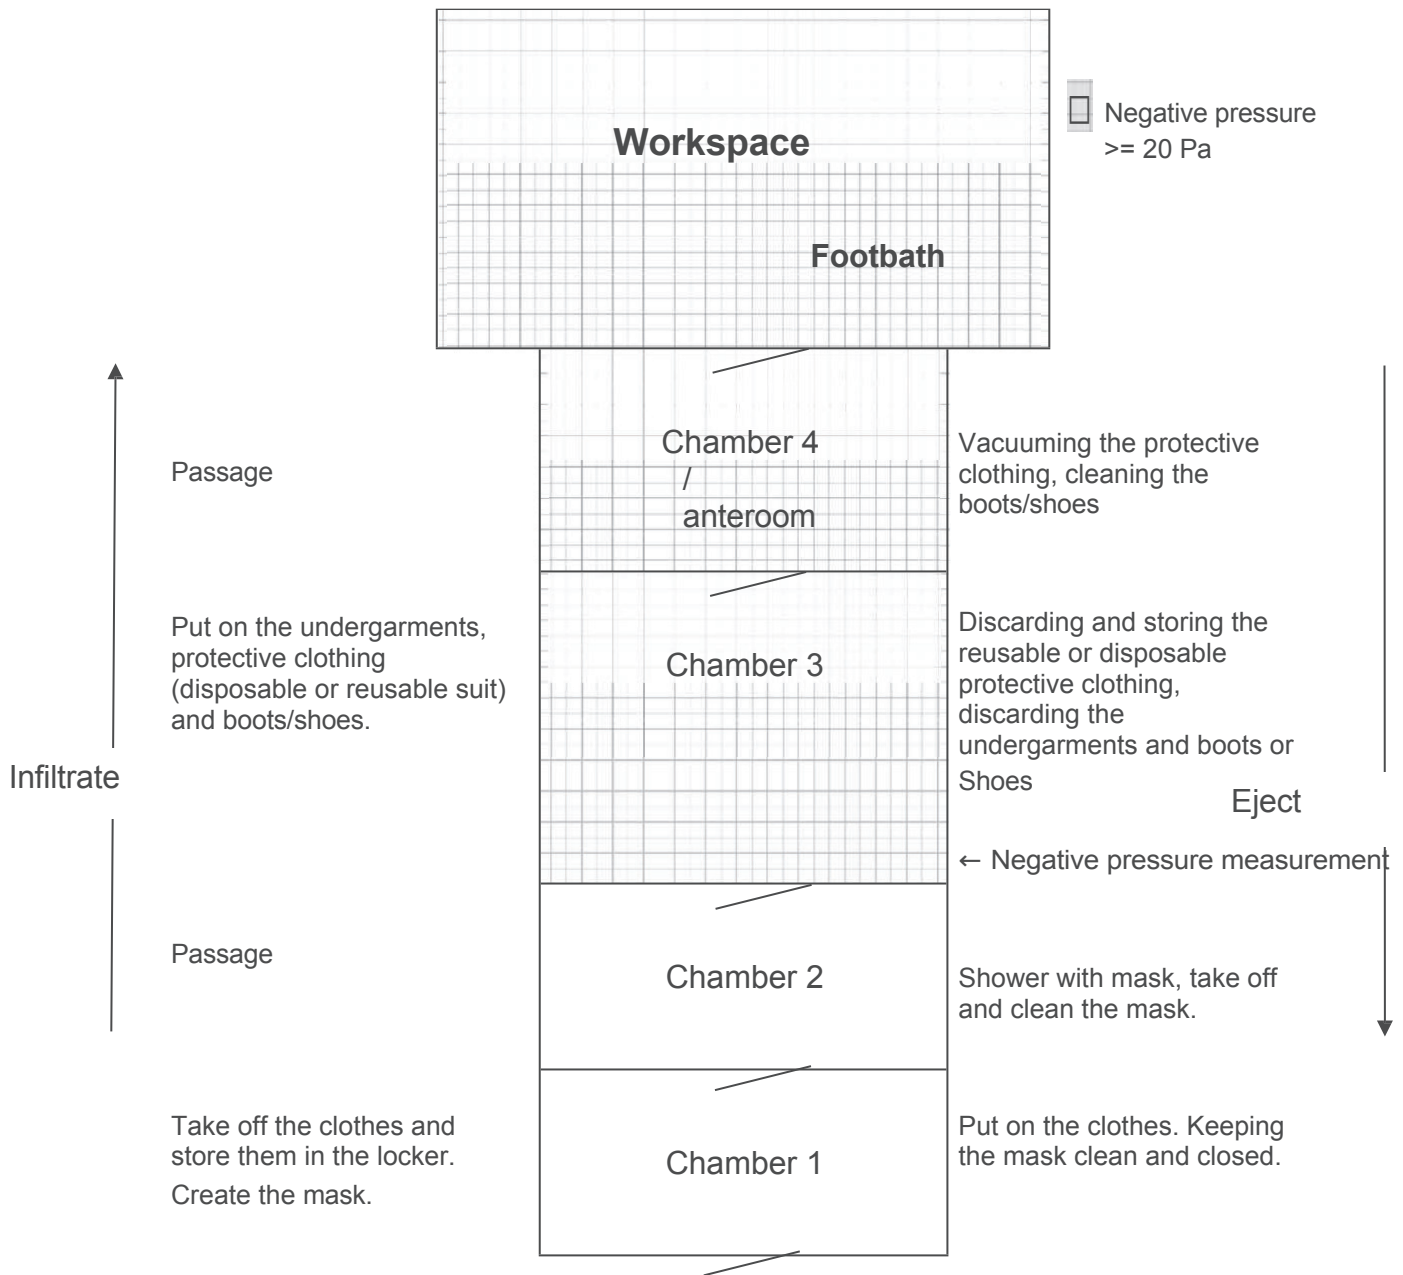 Workspace
Negative pressure
>= 20 Pa
Footbath
Passage
Chamber 4
/
anteroom
Vacuuming the protective
clothing, cleaning the
boots/shoes
Put on the undergarments,
protective clothing
(disposable or reusable suit)
and boots/shoes.
Chamber 3
Discarding and storing the
reusable or disposable
protective clothing,
discarding the
undergarments and boots or
Shoes
Infiltrate
Eject
← Negative pressure measurement
Passage
Chamber 2
Shower with mask, take off
and clean the mask.
Take off the clothes and
store them in the locker.
Create the mask.
Chamber 1
Put on the clothes. Keeping
the mask clean and closed.